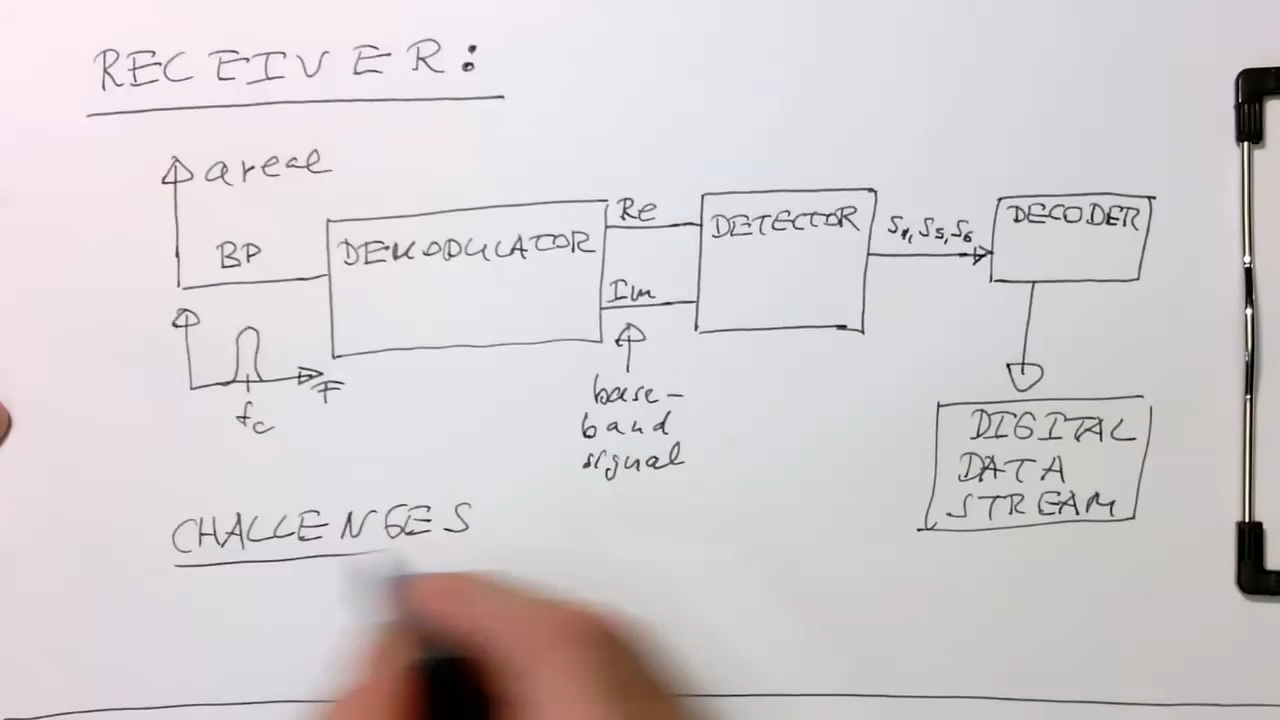 RECEIVER:
areal
BP
DEMODULATOR
Re
Im
DETECTOR
DECODER
F
fc
base-
band
signal
DIGITAL
DATA
STREAM
CHALLENGES